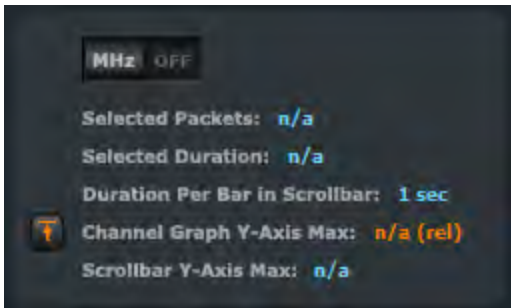 MHz OFF
Selected Packets: n/a
Selected Duration: n/a
Duration Per Bar in Scrollbar: 1 sec
Channel Graph Y-Axis Max: n/a (rel)
Scrollbar Y-Axis Max: n/a